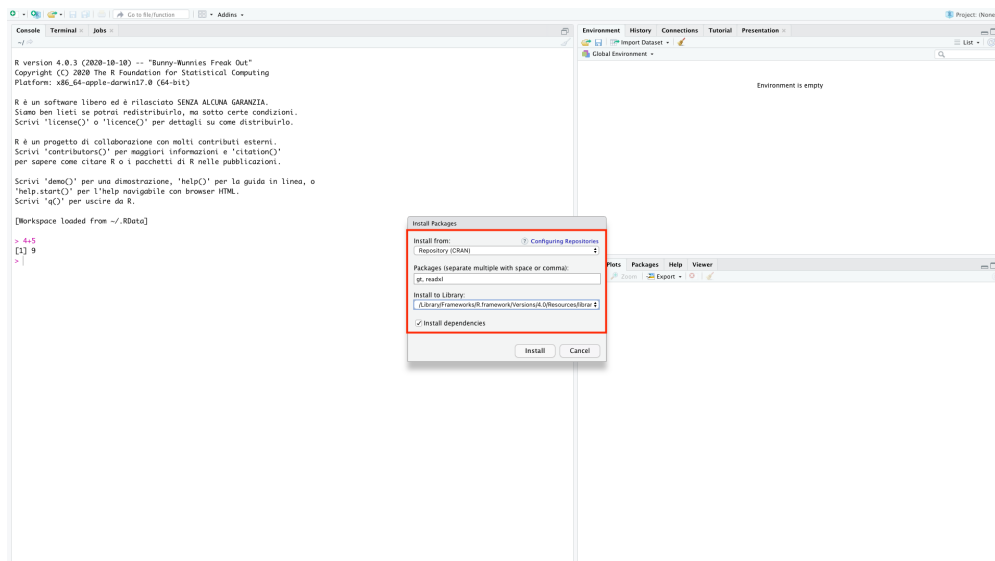 Go to file/function
Addins
Project: (None
Console Terminal Jobs
~/
R version 4.0.3 (2020-10-10) -- "Bunny-Wunnies Freak Out"
Copyright (C) 2020 The R Foundation for Statistical Computing
Platform: x86_64-apple-darwin17.0 (64-bit)
R è un software libero ed è rilasciato SENZA ALCUNA GARANZIA.
Siamo ben lieti se potrai redistribuirlo, ma sotto certe condizioni.
Scrivi 'license()' o 'licence()' per dettagli su come distribuirlo.
R è un progetto di collaborazione con molti contributi esterni.
Scrivi 'contributors()' per maggiori informazioni e 'citation()'
per sapere come citare R o i pacchetti di R nelle pubblicazioni.
Scrivi 'demo()' per una dimostrazione, 'help()' per la guida in linea, o
'help.start()' per l'help navigabile con browser HTML.
Scrivi 'q()' per uscire da R.
[Workspace loaded from ~/.RData]
> 4+5
[1] 9
>
Environment History Connections Tutorial Presentation
Import Dataset
List
Global Environment
Environment is empty
Install Packages
Install from:
? Configuring Repositories
Repository (CRAN)
Packages (separate multiple with space or comma):
gt, readxl
Install to Library:
/Library/Frameworks/R.framework/Versions/4.0/Resources/librar
Install dependencies
Install Cancel
Plots Packages Help Viewer
Zoom Export